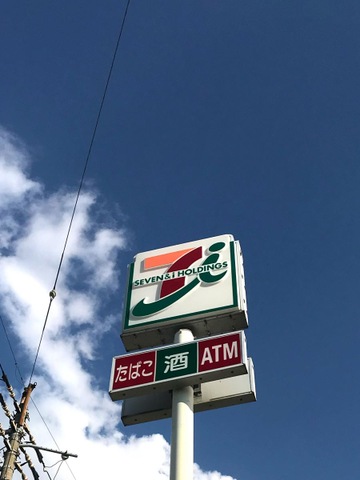 SEVEN&i HOLDINGS
たばこ 酒 ATM